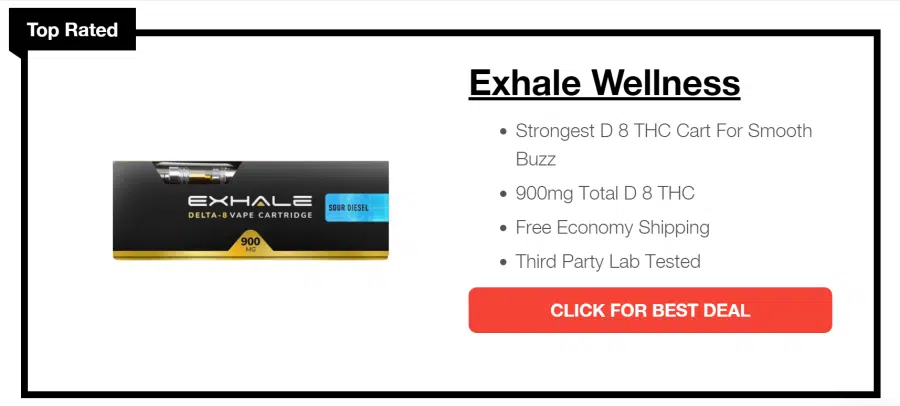 Top Rated
Exhale Wellness
Strongest D 8 THC Cart For Smooth
Buzz
900mg Total D 8 THC
Free Economy Shipping
Third Party Lab Tested
CLICK FOR BEST DEAL
EXHALE
DELTA-8 VAPE CARTRIDGE
SOUR DIESEL
900
MG